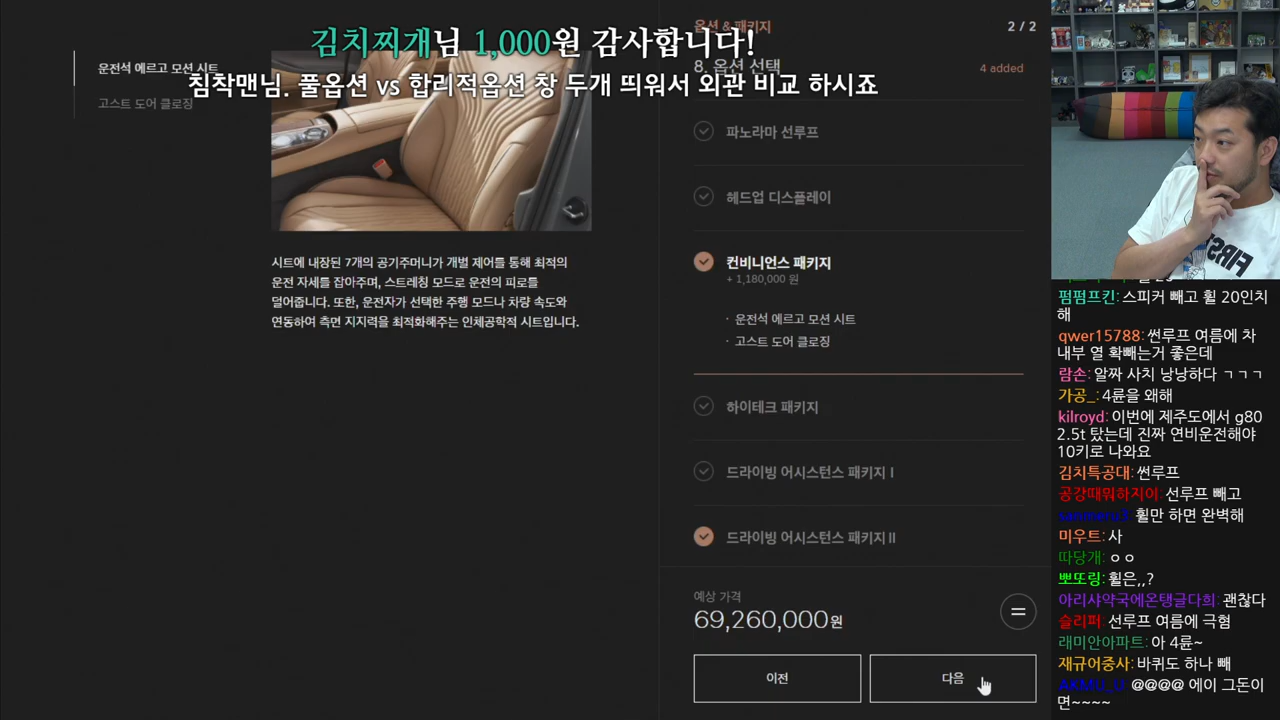 김치찌개님 1,000원 감사합니다!
침착맨님. 풀옵션 vs 합리적옵션 창 두개 띄워서 외관 비교 하시죠
운전석 에르고 모션 시트
고스트 도어 클로징
시트에 내장된 7개의 공기주머니가 개별 제어를 통해 최적의
운전 자세를 잡아주며, 스트레칭 모드로 운전의 피로를
덜어줍니다. 또한, 운전자가 선택한 주행 모드나 차량 속도와
연동하여 측면 지지력을 최적화해주는 인체공학적 시트입니다.
옵션 & 패키지
2 / 2
8. 옵션 선택
4 added
파노라마 선루프
헤드업 디스플레이
컨비니언스 패키지
+ 1,180,000 원
· 운전석 에르고 모션 시트
· 고스트 도어 클로징
하이테크 패키지
드라이빙 어시스턴스 패키지 I
드라이빙 어시스턴스 패키지 II
예상 가격
69,260,000원
이전
다음
펌펌프킨: 스피커 빼고 휠 20인치
해
qwer15788: 썬루프 여름에 차
내부 열 확빼는거 좋은데
람손: 알짜 사치 낭낭하다 ㄱㄱㄱ
가공_: 4륜을 왜해
kilroyd: 이번에 제주도에서 g80
2.5t 탔는데 진짜 연비운전해야
10키로 나와요
김치특공대: 썬루프
공강때뭐하지이: 선루프 빼고
sanmaru3: 휠만 하면 완벽해
미우트: 사
따당개: ㅇㅇ
뽀또링: 휠은,,?
아리샤약국에온탱글다희: 괜찮다
슬리퍼: 선루프 여름에 극혐
래미안아파트: 아 4륜~
재규어중사: 바퀴도 하나 빼
AKMU_U: @@@@ 에이 그돈이
면~~~~